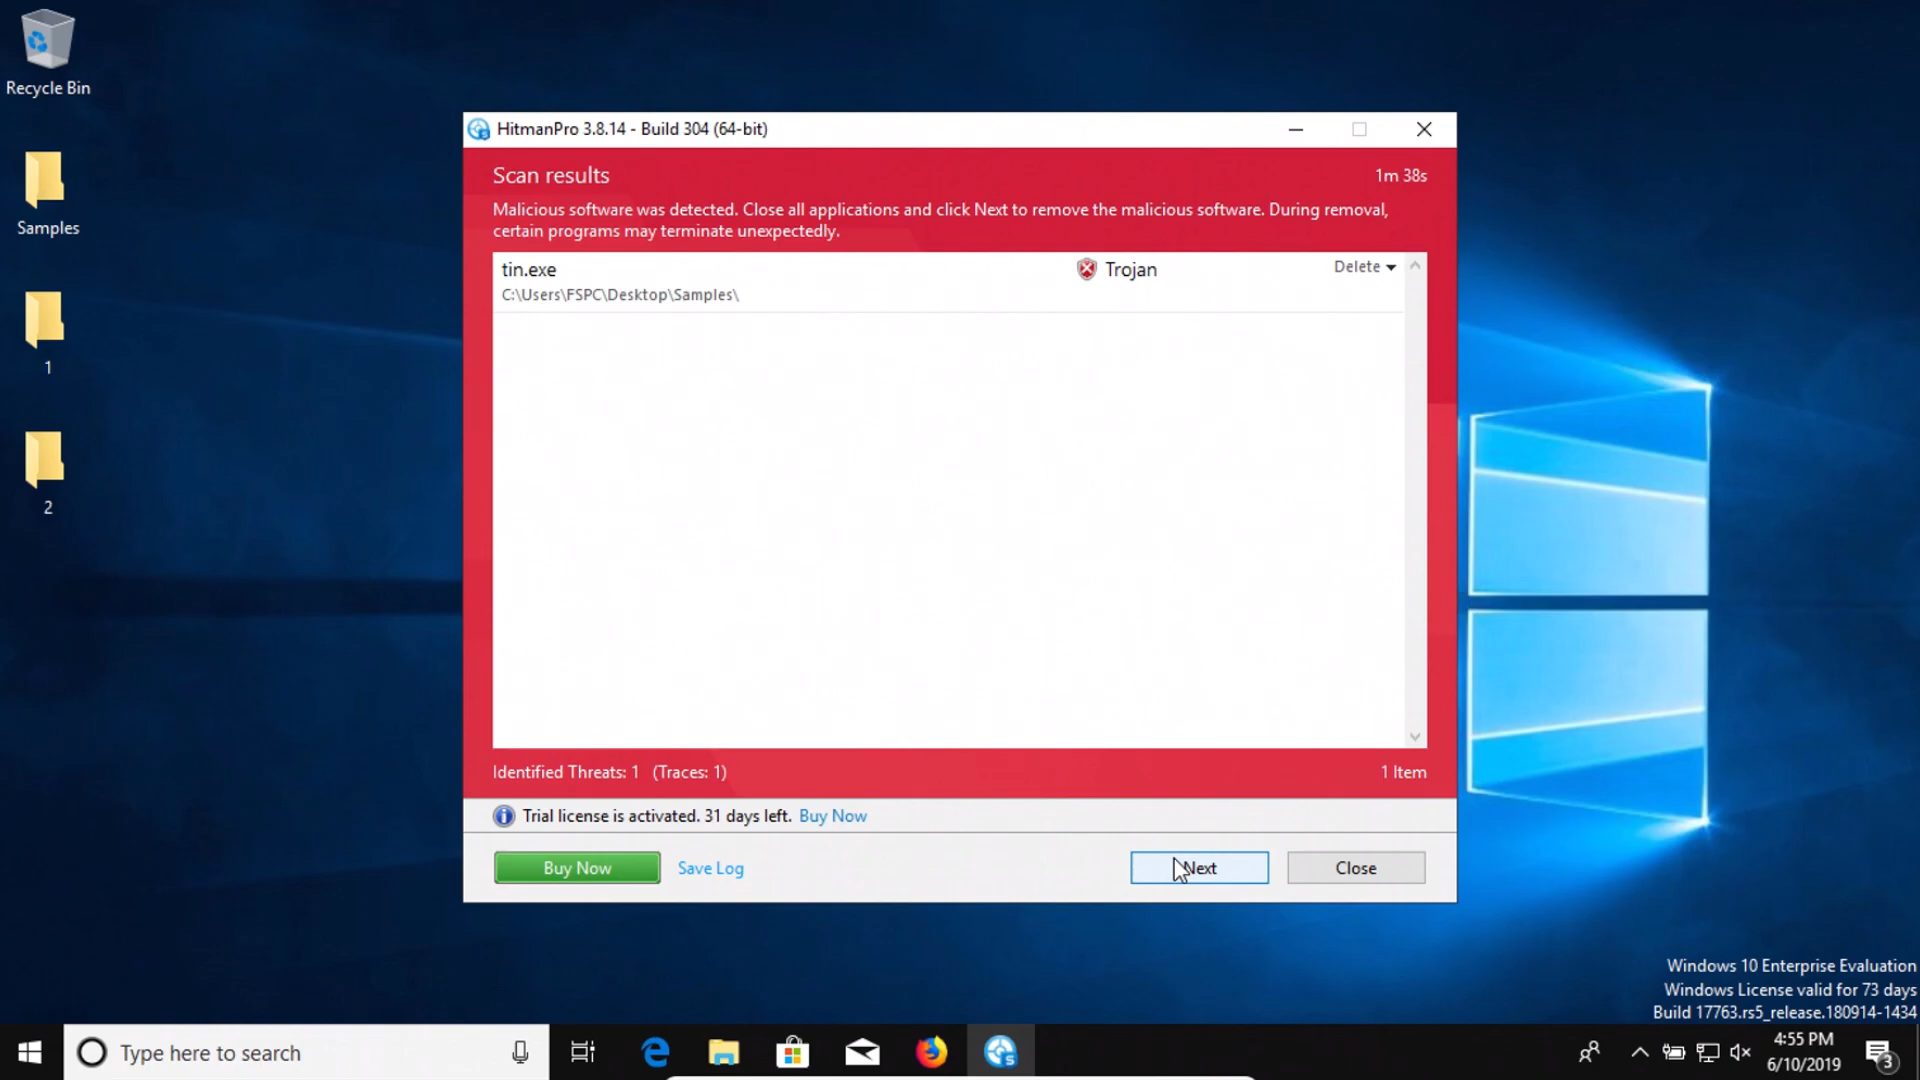 Recycle Bin
Samples
1
2
HitmanPro 3.8.14 - Build 304 (64-bit)
Scan results
1m 38s
Malicious software was detected. Close all applications and click Next to remove the malicious software. During removal,
certain programs may terminate unexpectedly.
tin.exe
Trojan
Delete
C:\Users\FSPC\Desktop\Samples\
Identified Threats: 1 (Traces: 1)
1 Item
Trial license is activated. 31 days left. Buy Now
Buy Now
Save Log
Next
Close
Windows 10 Enterprise Evaluation
Windows License valid for 73 days
Build 17763.rs5_release.180914-1434
Type here to search
4:55 PM
6/10/2019
3